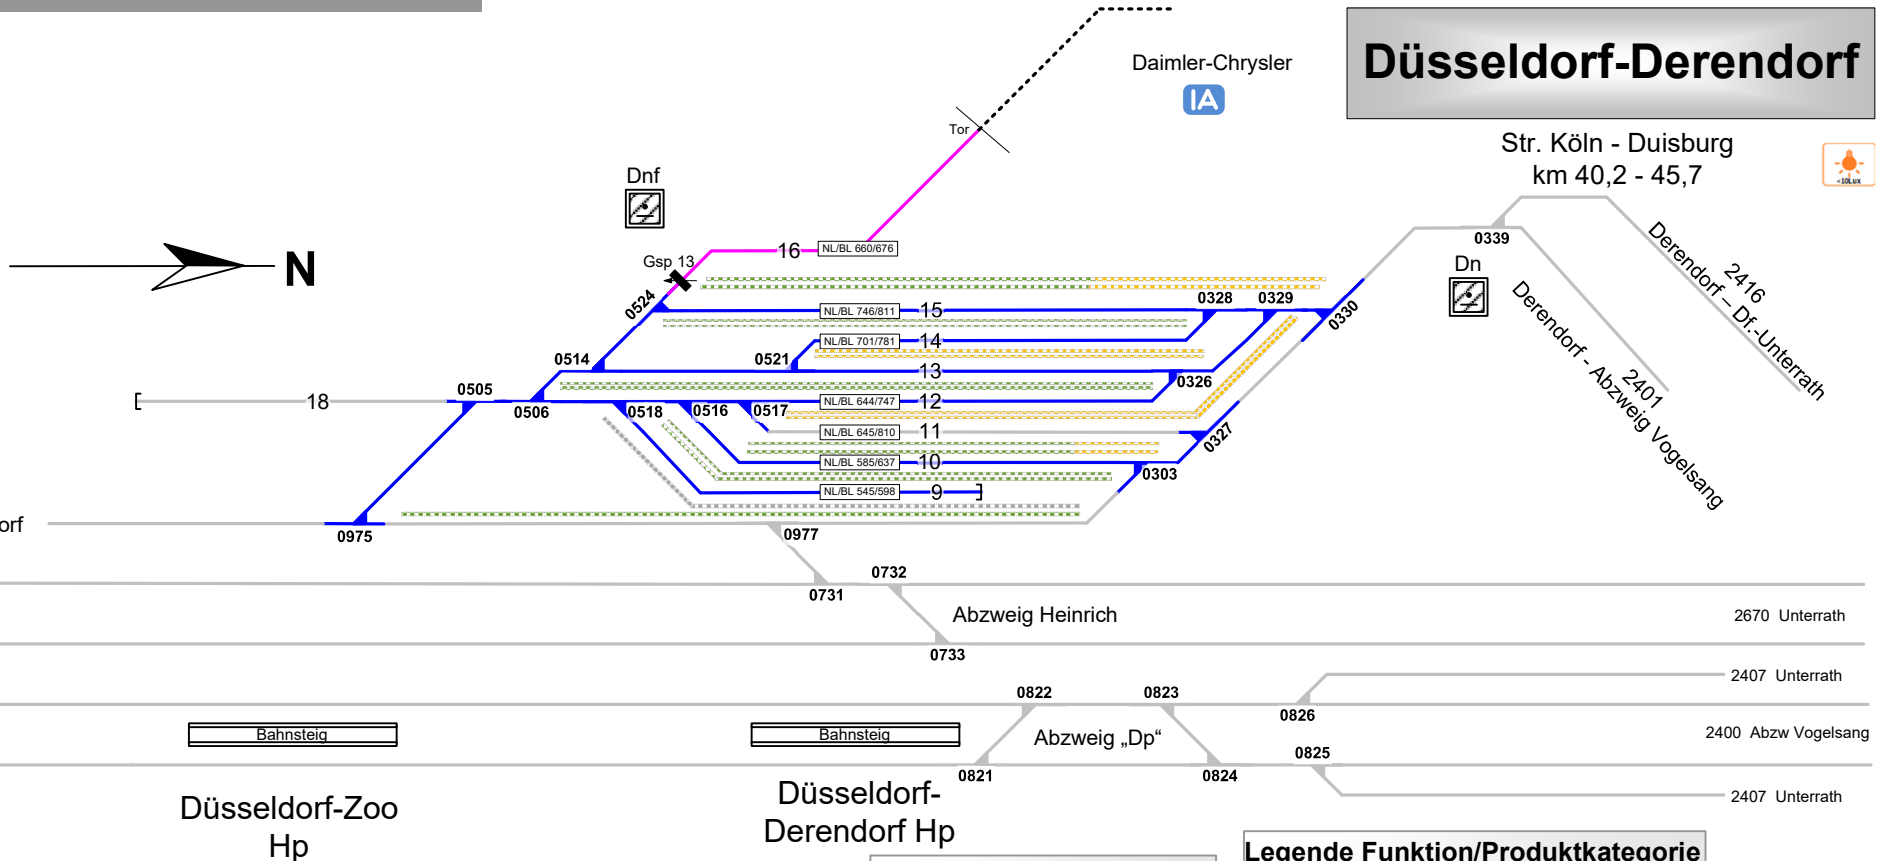 Düsseldorf-Derendorf
Daimler-Chrysler
IA
Tor
Str. Köln - Duisburg
km 40,2 - 45,7
<10Lux
Dnf
N
Gsp 13
16
NL/BL 660/676
0524
NL/BL 746/811
15
0328
0329
0330
0339
Dn
2416
Derendorf – Df.-Unterrath
2401
Derendorf - Abzweig Vogelsang
NL/BL 701/781
14
0514
0521
13
0326
0505
18
0506
0518
0516
0517
NL/BL 644/747
12
NL/BL 645/810
11
0327
NL/BL 585/637
10
0303
NL/BL 545/598
9
orf
0975
0977
0732
0731
Abzweig Heinrich
2670 Unterrath
0733
2407 Unterrath
0822
0823
0826
Bahnsteig
Bahnsteig
Abzweig „Dp“
2400 Abzw Vogelsang
0825
0821
0824
2407 Unterrath
Düsseldorf-Zoo
Hp
Düsseldorf-
Derendorf Hp
Legende Funktion/Produktkategorie